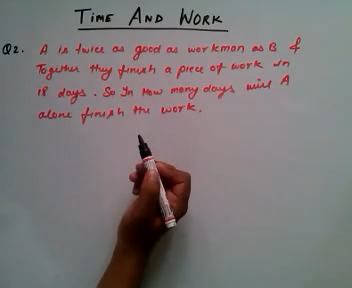 TIME AND WORK
Q2. A is twice as good as workman as B &
Together they finish a piece of work in
18 days. So In How many days will A
alone finish the work.